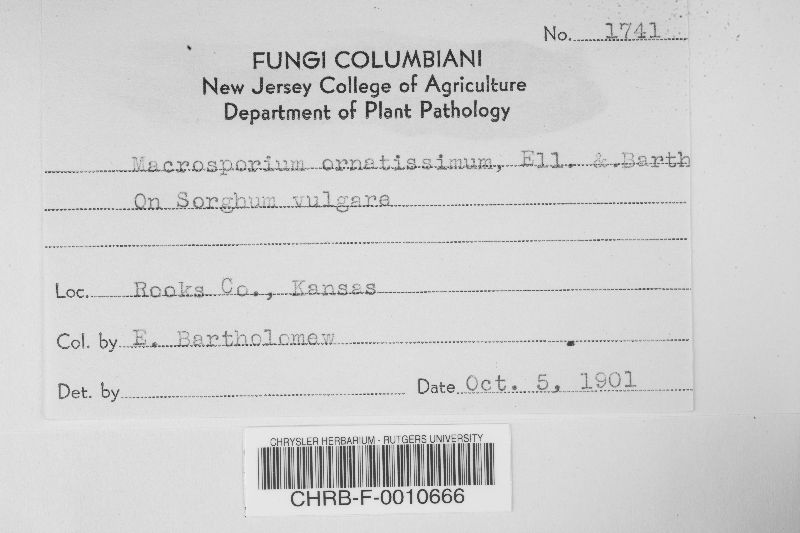 No. 1741
FUNGI COLUMBIANI
New Jersey College of Agriculture
Department of Plant Pathology
Macrosporium ornatissimum, Ell. & Barth
On Sorghum vulgare
Loc. Rooks Co., Kansas
Col. by E. Bartholomew
Det. by
Date Oct. 5, 1901
CHRYSLER HERBARIUM - RUTGERS UNIVERSITY
CHRB-F-0010666